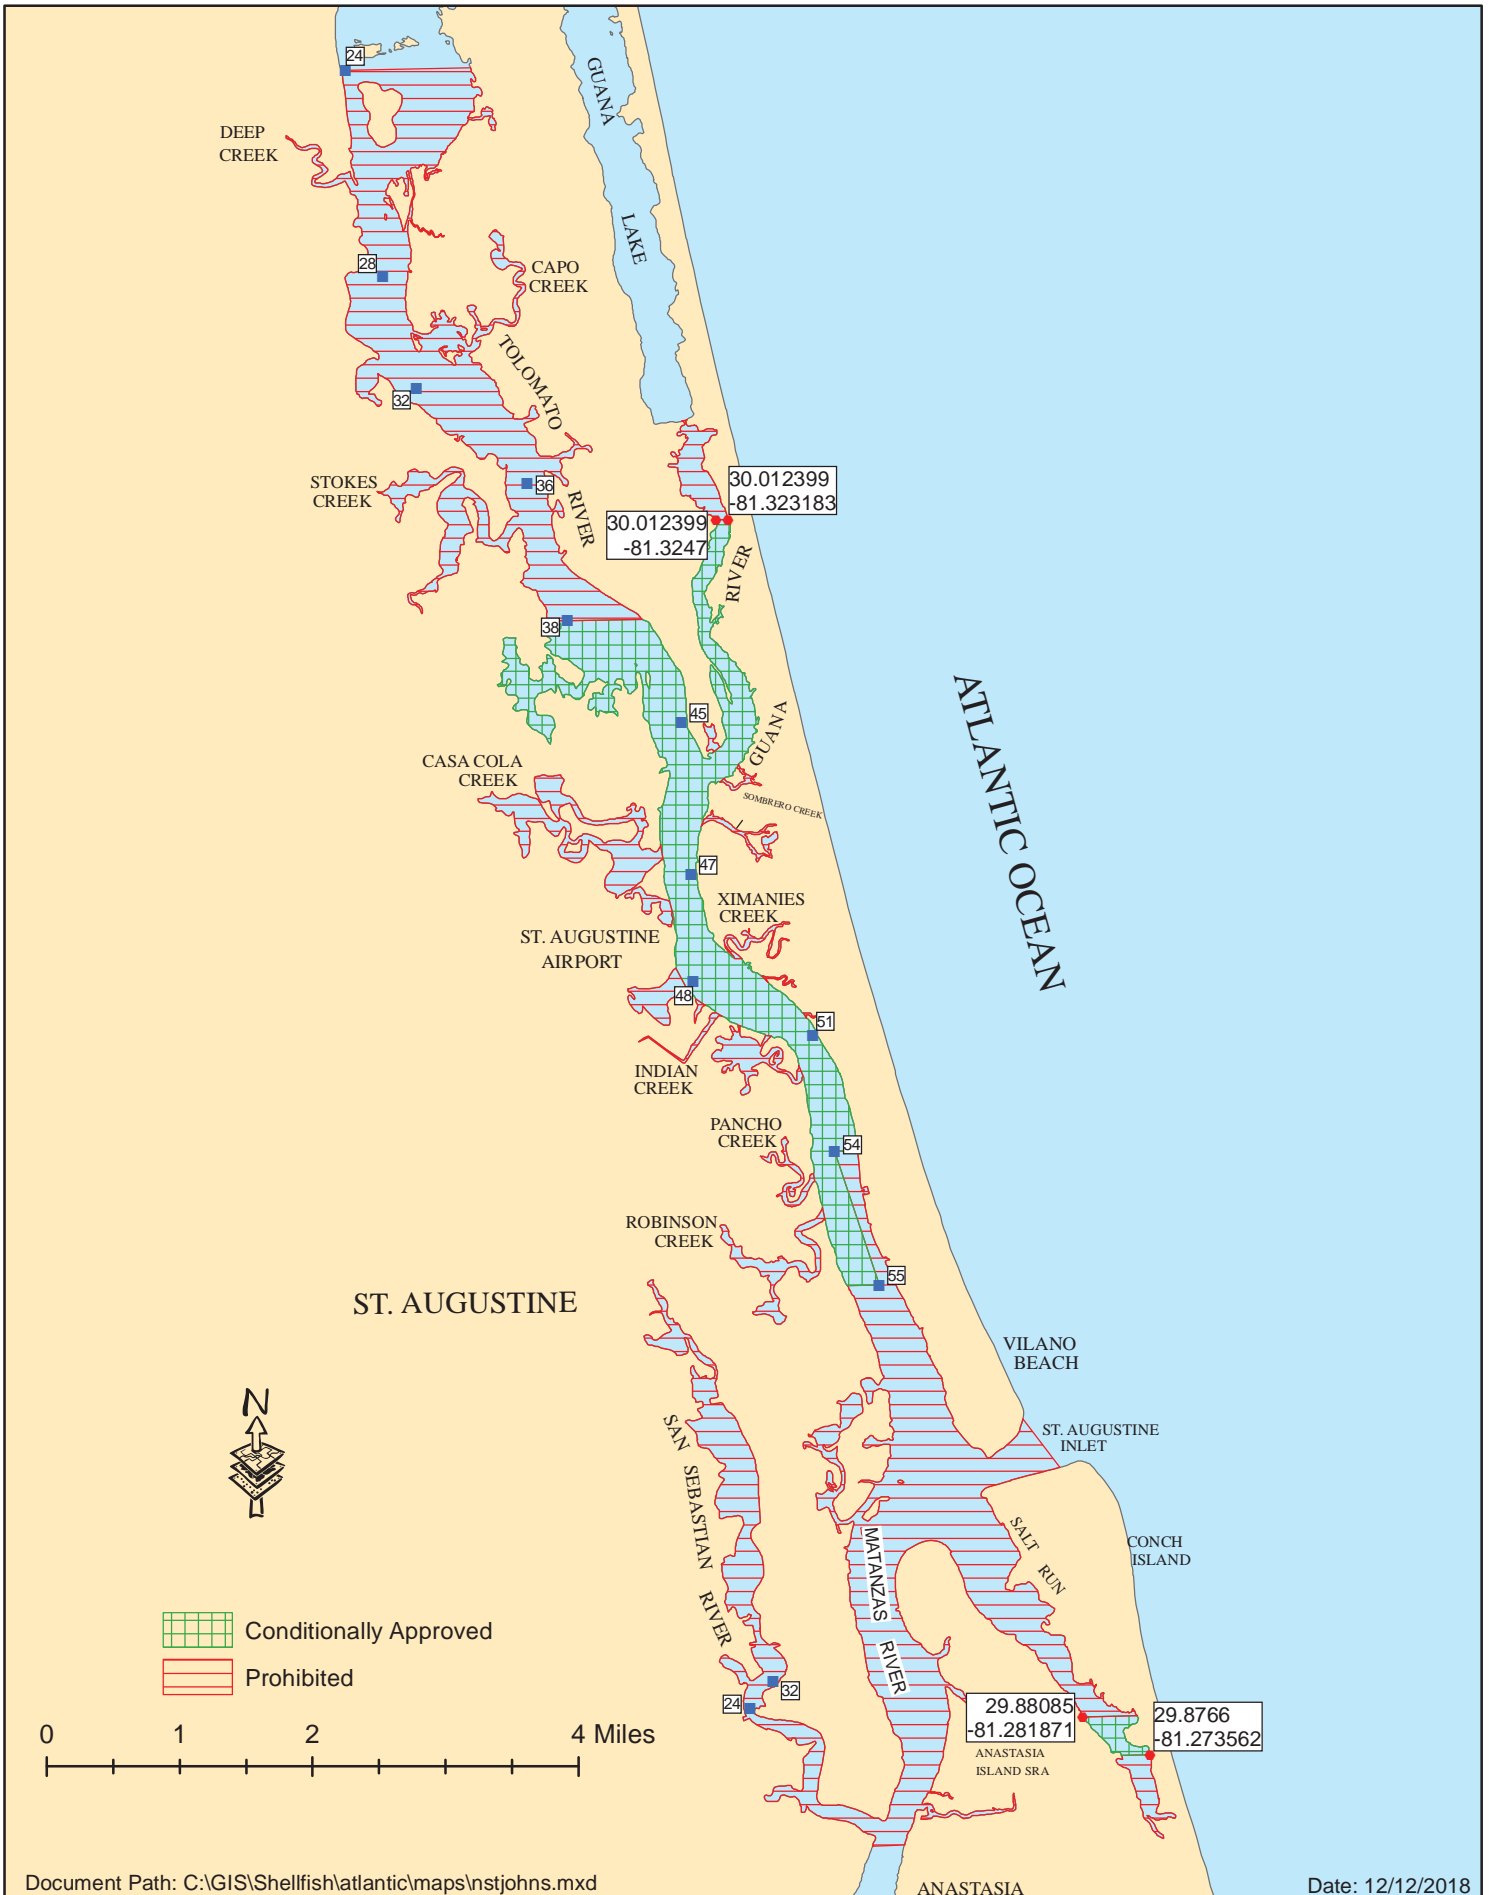 24
GUANA
LAKE
DEEP
CREEK
28
CAPO
CREEK
TOLOMATO
RIVER
32
STOKES
CREEK
36
30.012399
-81.323183
30.012399
-81.3247
RIVER
GUANA
38
45
CASA COLA
CREEK
SOMBRERO CREEK
47
XIMANIES
CREEK
ST. AUGUSTINE
AIRPORT
48
51
INDIAN
CREEK
PANCHO
CREEK
54
ROBINSON
CREEK
55
ATLANTIC OCEAN
ST. AUGUSTINE
VILANO
BEACH
N
ST. AUGUSTINE
INLET
SAN SEBASTIAN RIVER
SALT RUN
CONCH
ISLAND
MATANZAS
RIVER
Conditionally Approved
Prohibited
32
24
29.88085
-81.281871
29.8766
-81.273562
ANASTASIA
ISLAND SRA
0 1 2 4 Miles
Document Path: C:\GIS\Shellfish\atlantic\maps\nstjohns.mxd
ANASTASIA
Date: 12/12/2018